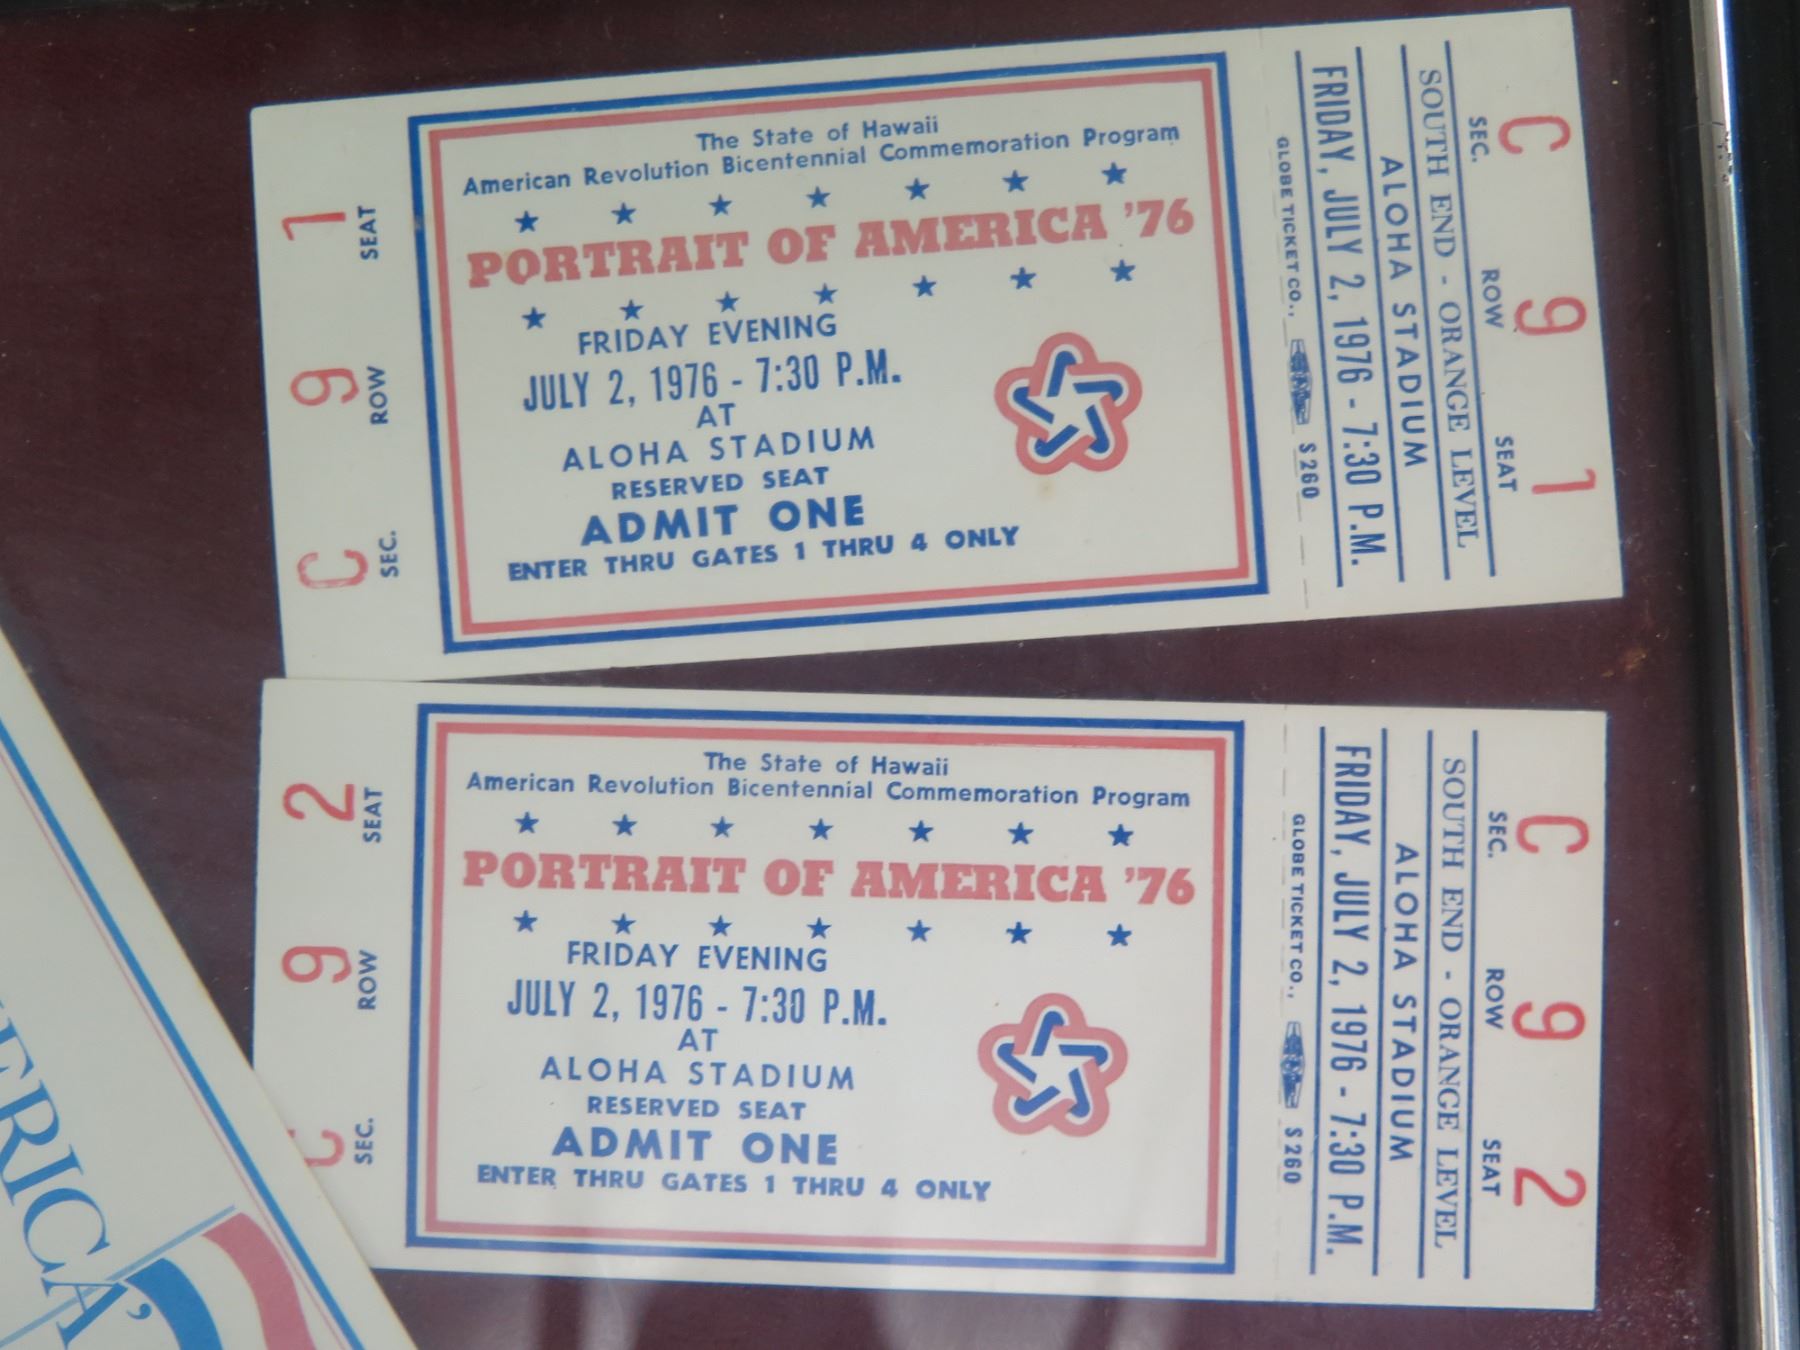 SEAT 1
ROW 9
SEC. C
The State of Hawaii
American Revolution Bicentennial Commemoration Program
PORTRAIT OF AMERICA '76
FRIDAY EVENING
JULY 2, 1976 - 7:30 P.M.
AT
ALOHA STADIUM
RESERVED SEAT
ADMIT ONE
ENTER THRU GATES 1 THRU 4 ONLY
GLOBE TICKET CO., S260
FRIDAY, JULY 2, 1976 - 7:30 P.M.
ALOHA STADIUM
SOUTH END - ORANGE LEVEL
SEC. ROW SEAT
C 9 1
SEAT 2
ROW 9
SEC. C
The State of Hawaii
American Revolution Bicentennial Commemoration Program
PORTRAIT OF AMERICA '76
FRIDAY EVENING
JULY 2, 1976 - 7:30 P.M.
AT
ALOHA STADIUM
RESERVED SEAT
ADMIT ONE
ENTER THRU GATES 1 THRU 4 ONLY
GLOBE TICKET CO., S260
FRIDAY, JULY 2, 1976 - 7:30 P.M.
ALOHA STADIUM
SOUTH END - ORANGE LEVEL
SEC. ROW SEAT
C 9 2
ERICA'